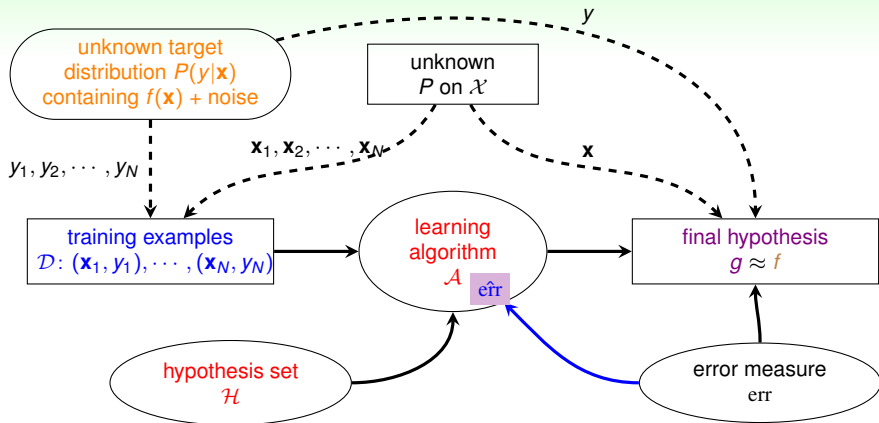 y
unknown target
distribution P(y|𝐱)
containing f(𝐱) + noise
unknown
P on 𝒳
y₁, y₂, ⋯ , y_N
𝐱₁, 𝐱₂, ⋯ , 𝐱_N
𝐱
training examples
𝒟: (𝐱₁, y₁), ⋯ , (𝐱_N, y_N)
learning
algorithm
𝒜
err̂
final hypothesis
g ≈ f
hypothesis set
ℋ
error measure
err